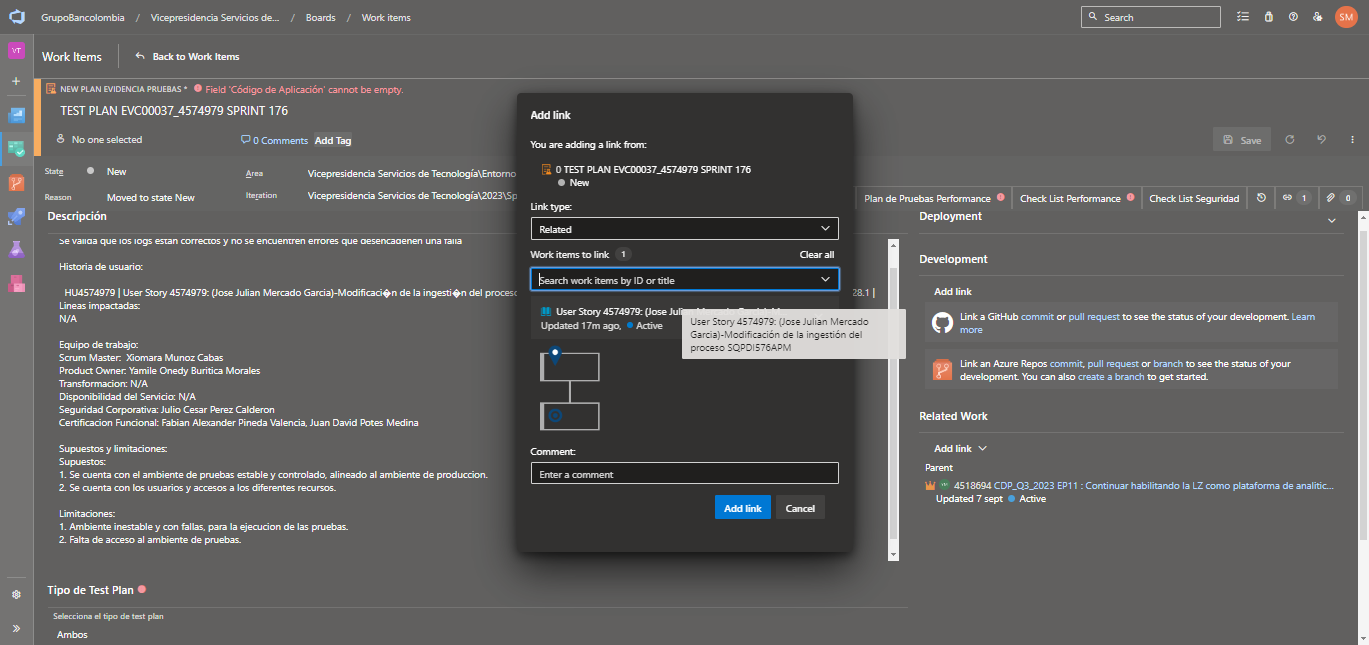 GrupoBancolombia / Vicepresidencia Servicios de... / Boards / Work items
Search
SM
VT
Work Items
Back to Work Items
NEW PLAN EVIDENCIA PRUEBAS * Field 'Código de Aplicación' cannot be empty.
TEST PLAN EVC00037_4574979 SPRINT 176
No one selected
0 Comments
Add Tag
Save
State
New
Area
Vicepresidencia Servicios de Tecnología\Entorno
Reason
Moved to state New
Iteration
Vicepresidencia Servicios de Tecnología\2023\Sp
Plan de Pruebas Performance
Check List Performance
Check List Seguridad
1
0
Descripción
Se valida que los logs estan correctos y no se encuentren errores que desencadenen una falla
Historia de usuario:
HU4574979 | User Story 4574979: (Jose Julian Mercado Garcia)-Modificaci�n de la ingesti�n del proceso
28.1 |
Lineas impactadas:
N/A
Equipo de trabajo:
Scrum Master: Xiomara Munoz Cabas
Product Owner: Yamile Onedy Buritica Morales
Transformacion: N/A
Disponibilidad del Servicio: N/A
Seguridad Corporativa: Julio Cesar Perez Calderon
Certificacion Funcional: Fabian Alexander Pineda Valencia, Juan David Potes Medina
Supuestos y limitaciones:
Supuestos:
1. Se cuenta con el ambiente de pruebas estable y controlado, alineado al ambiente de produccion.
2. Se cuenta con los usuarios y accesos a los diferentes recursos.
Limitaciones:
1. Ambiente inestable y con fallas, para la ejecucion de las pruebas.
2. Falta de acceso al ambiente de pruebas.
Tipo de Test Plan
Selecciona el tipo de test plan
Ambos
Add link
You are adding a link from:
0 TEST PLAN EVC00037_4574979 SPRINT 176
New
Link type:
Related
Work items to link 1
Clear all
Search work items by ID or title
User Story 4574979: (Jose Julian
Updated 17m ago, Active
User Story 4574979: (Jose Julian Mercado
Garcia)-Modificación de la ingestión del
proceso SQPDI576APM
Comment:
Enter a comment
Add link
Cancel
Deployment
Development
Add link
Link a GitHub commit or pull request to see the status of your development. Learn
more
Link an Azure Repos commit, pull request or branch to see the status of your
development. You can also create a branch to get started.
Related Work
Add link
Parent
4518694 CDP_Q3_2023 EP11 : Continuar habilitando la LZ como plataforma de analitic...
Updated 7 sept Active